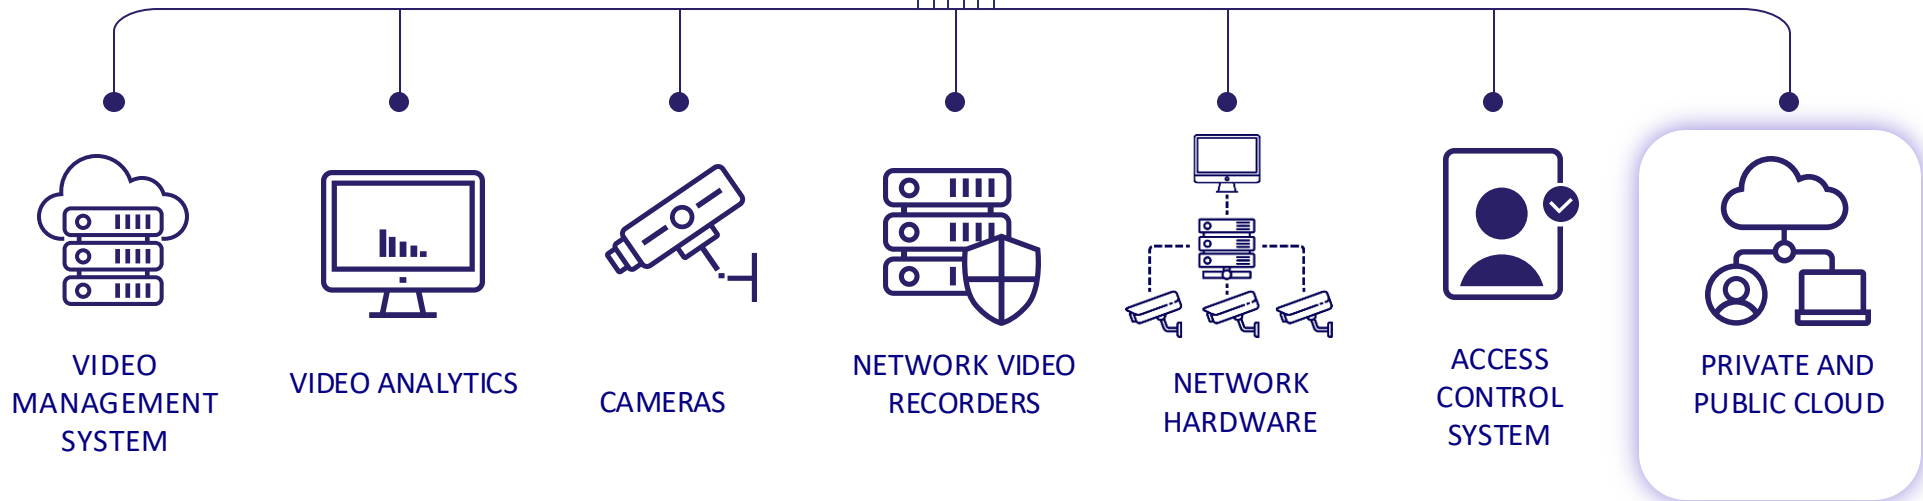 VIDEO
MANAGEMENT
SYSTEM
VIDEO ANALYTICS
CAMERAS
NETWORK VIDEO
RECORDERS
NETWORK
HARDWARE
ACCESS
CONTROL
SYSTEM
PRIVATE AND
PUBLIC CLOUD